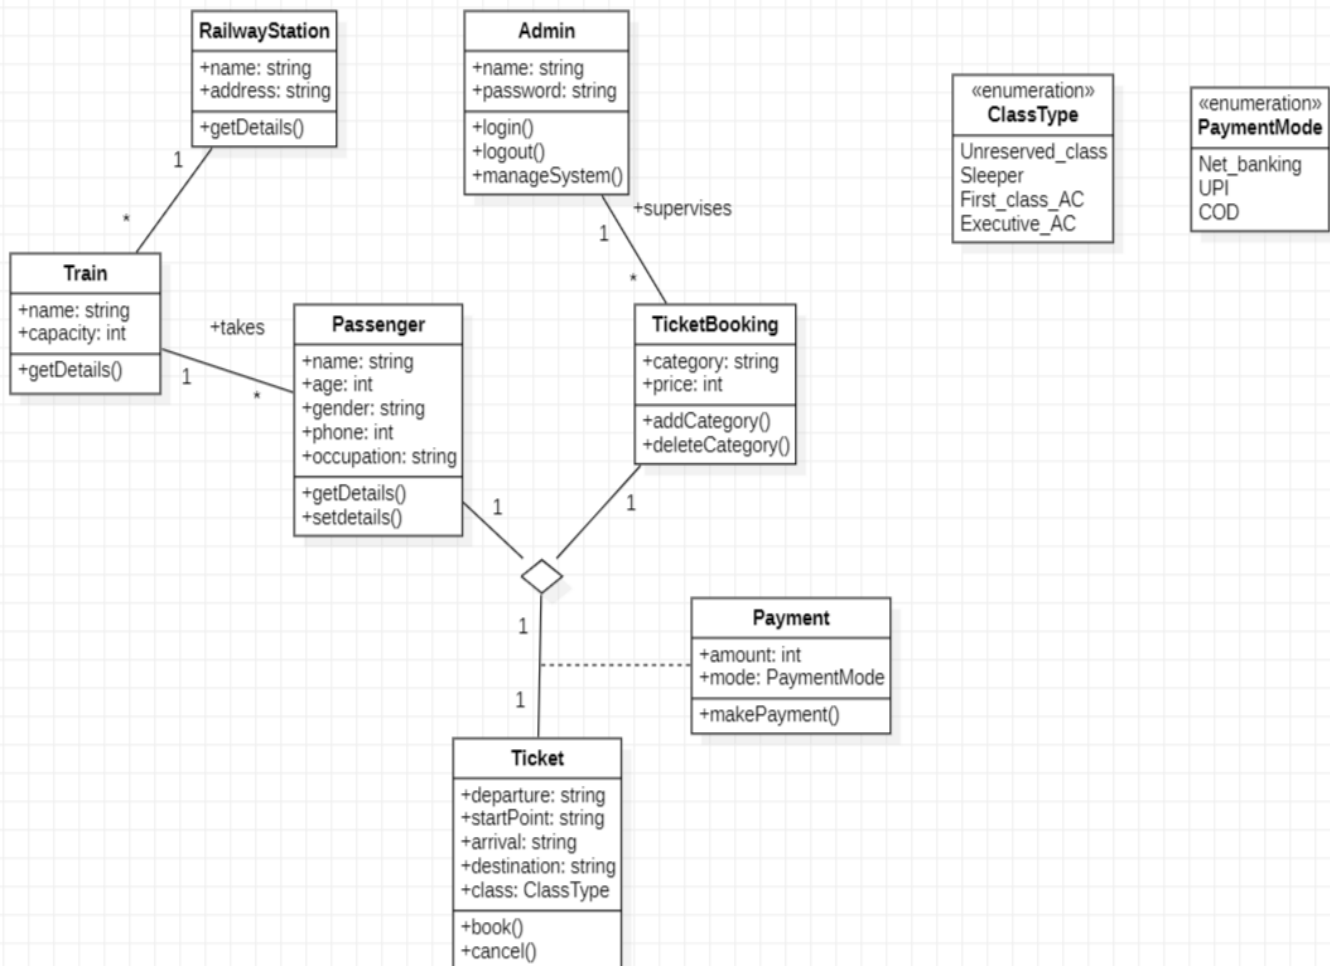 RailwayStation
+name: string
+address: string
+getDetails()
Admin
+name: string
+password: string
+login()
+logout()
+manageSystem()
«enumeration»
ClassType
Unreserved_class
Sleeper
First_class_AC
Executive_AC
«enumeration»
PaymentMode
Net_banking
UPI
COD
1
*
+supervises
1
*
Train
+name: string
+capacity: int
+getDetails()
+takes
1
*
Passenger
+name: string
+age: int
+gender: string
+phone: int
+occupation: string
+getDetails()
+setdetails()
TicketBooking
+category: string
+price: int
+addCategory()
+deleteCategory()
1
1
1
1
Payment
+amount: int
+mode: PaymentMode
+makePayment()
Ticket
+departure: string
+startPoint: string
+arrival: string
+destination: string
+class: ClassType
+book()
+cancel()